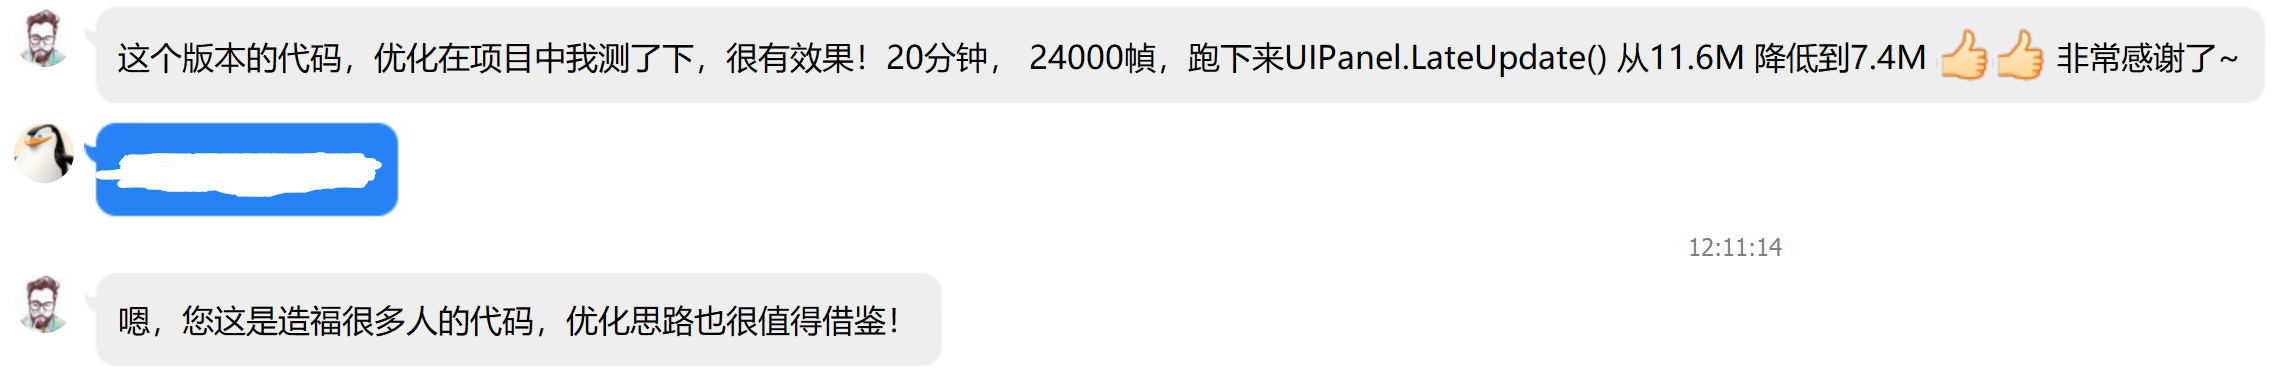 这个版本的代码，优化在项目中我测了下，很有效果！20分钟， 24000幀，跑下来UIPanel.LateUpdate() 从11.6M 降低到7.4M 👍👍 非常感谢了~
12:11:14
嗯，您这是造福很多人的代码，优化思路也很值得借鉴！